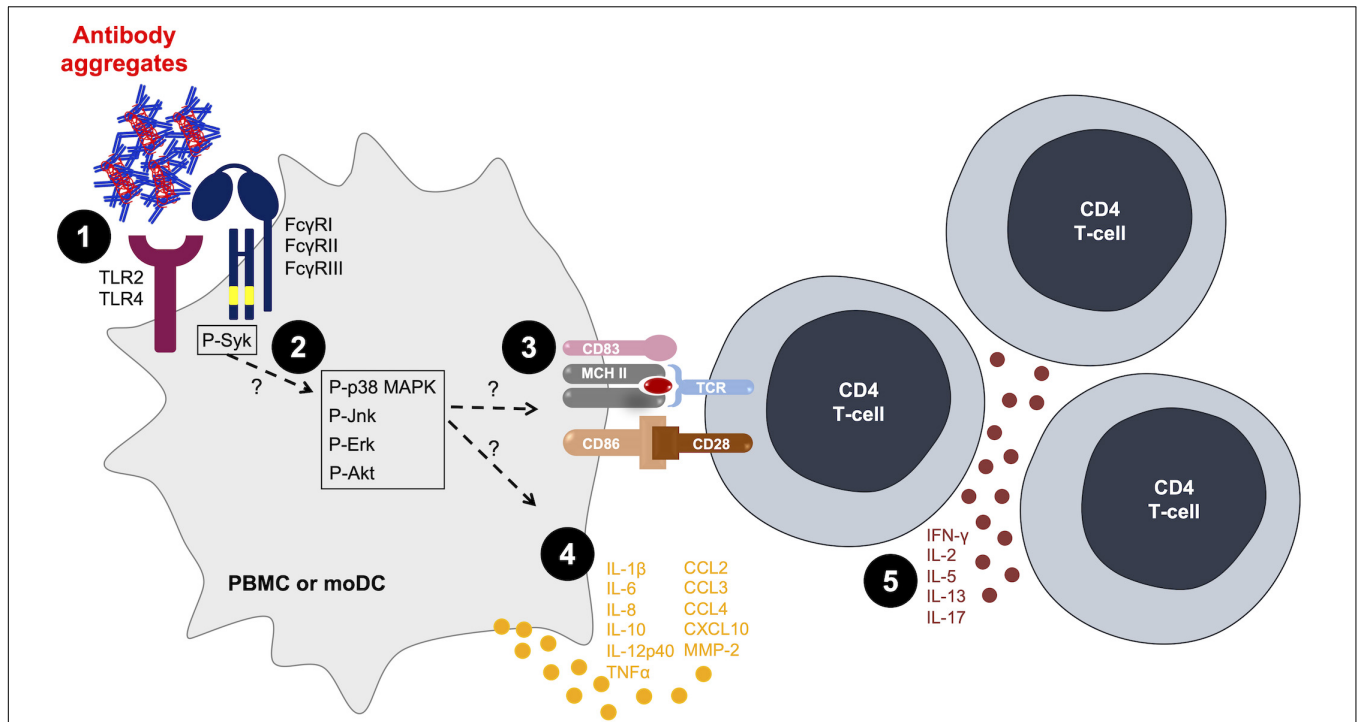 Antibody
aggregates
1
TLR2
TLR4
FcγRI
FcγRII
FcγRIII
P-Syk
2
?
P-p38 MAPK
P-Jnk
P-Erk
P-Akt
?
?
3
CD83
MCH II
TCR
CD86
CD28
CD4
T-cell
CD4
T-cell
CD4
T-cell
PBMC or moDC
4
IL-1β
IL-6
IL-8
IL-10
IL-12p40
TNFα
CCL2
CCL3
CCL4
CXCL10
MMP-2
5
IFN-γ
IL-2
IL-5
IL-13
IL-17